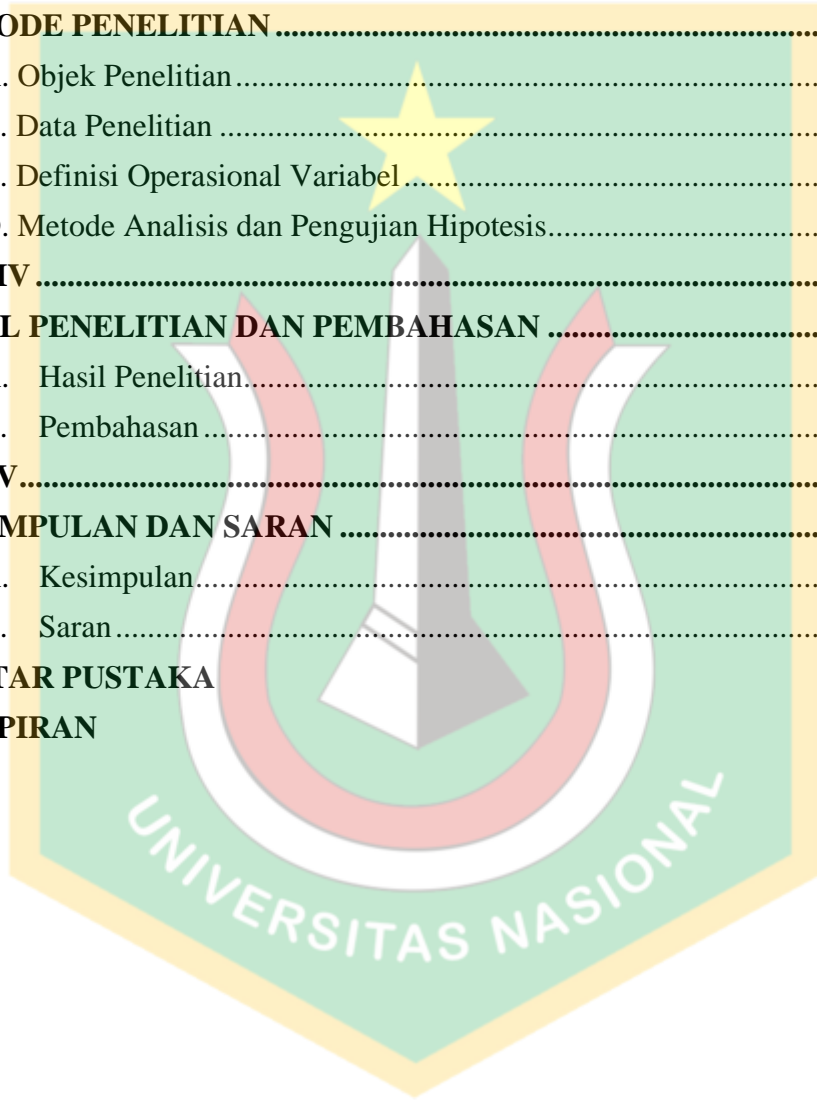 ODE PENELITIAN ........................................................................
. Objek Penelitian ........................................................................
. Data Penelitian ........................................................................
. Definisi Operasional Variabel ........................................................................
. Metode Analisis dan Pengujian Hipotesis ........................................................................
IV ........................................................................
L PENELITIAN DAN PEMBAHASAN ........................................................................
. Hasil Penelitian ........................................................................
. Pembahasan ........................................................................
V ........................................................................
MPULAN DAN SARAN ........................................................................
. Kesimpulan ........................................................................
. Saran ........................................................................
TAR PUSTAKA
PIRAN
UNIVERSITAS NASIONAL